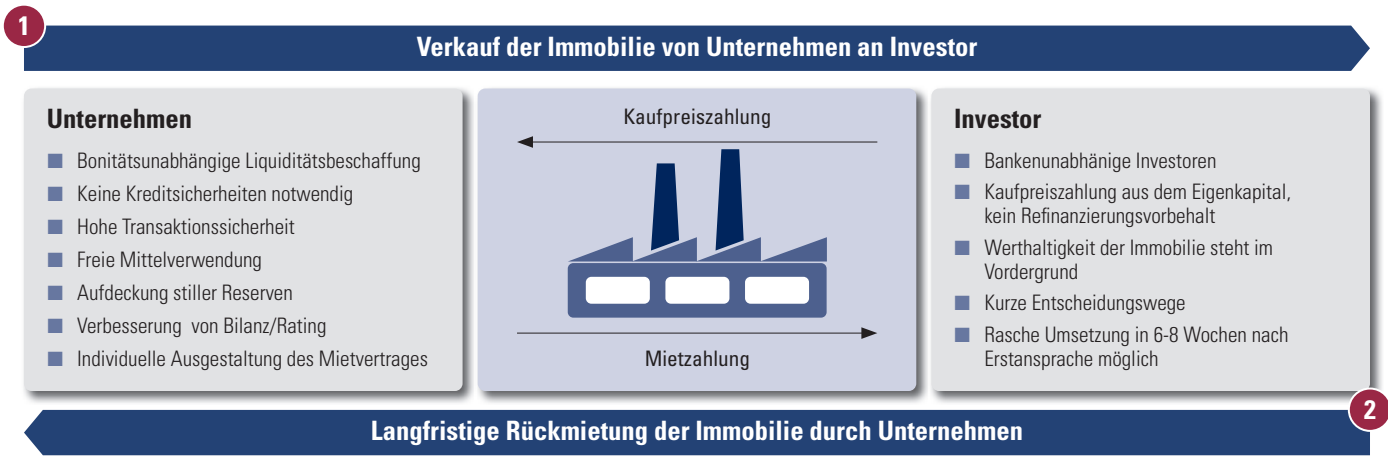 1
Verkauf der Immobilie von Unternehmen an Investor
Unternehmen
Bonitätsunabhängige Liquiditätsbeschaffung
Keine Kreditsicherheiten notwendig
Hohe Transaktionssicherheit
Freie Mittelverwendung
Aufdeckung stiller Reserven
Verbesserung von Bilanz/Rating
Individuelle Ausgestaltung des Mietvertrages
Kaufpreiszahlung
Mietzahlung
Investor
Bankenunabhänige Investoren
Kaufpreiszahlung aus dem Eigenkapital,
kein Refinanzierungsvorbehalt
Werthaltigkeit der Immobilie steht im
Vordergrund
Kurze Entscheidungswege
Rasche Umsetzung in 6-8 Wochen nach
Erstansprache möglich
2
Langfristige Rückmietung der Immobilie durch Unternehmen